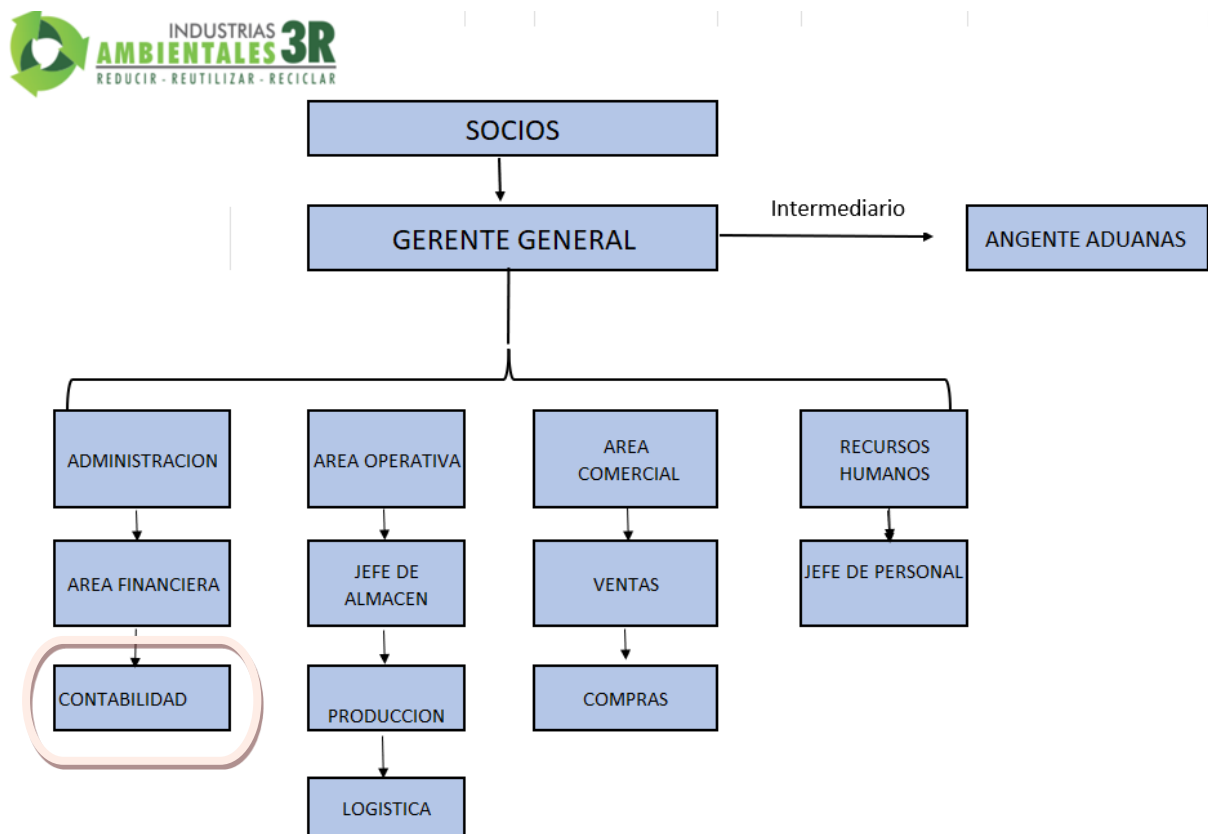 INDUSTRIAS
AMBIENTALES 3R
REDUCIR - REUTILIZAR - RECICLAR
SOCIOS
GERENTE GENERAL
Intermediario
ANGENTE ADUANAS
ADMINISTRACION
AREA OPERATIVA
AREA
COMERCIAL
RECURSOS
HUMANOS
AREA FINANCIERA
JEFE DE
ALMACEN
VENTAS
JEFE DE PERSONAL
CONTABILIDAD
PRODUCCION
COMPRAS
LOGISTICA